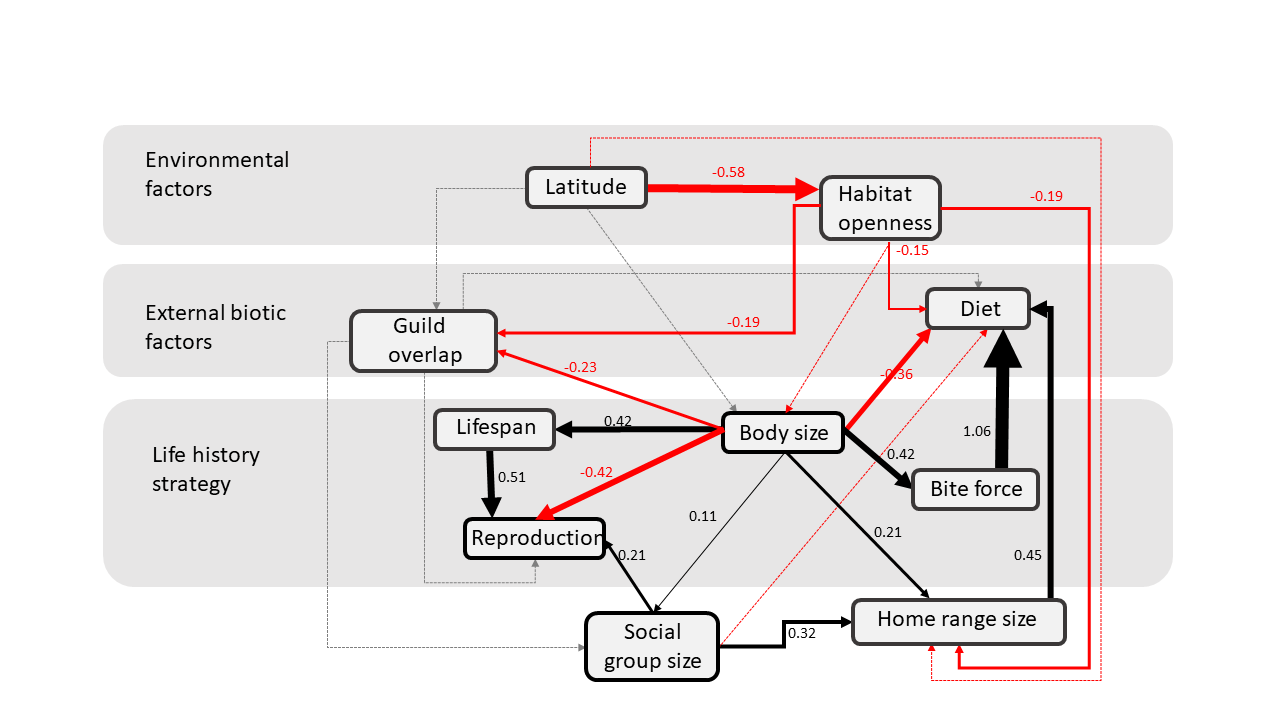 Environmental
factors
Latitude
-0.58
Habitat
openness
-0.19
-0.15
External biotic
factors
Guild
overlap
-0.19
Diet
-0.23
-0.36
Life history
strategy
Lifespan
0.42
Body size
1.06
0.42
Bite force
0.51
-0.42
Reproduction
0.11
0.21
0.21
0.45
Social
group size
0.32
Home range size